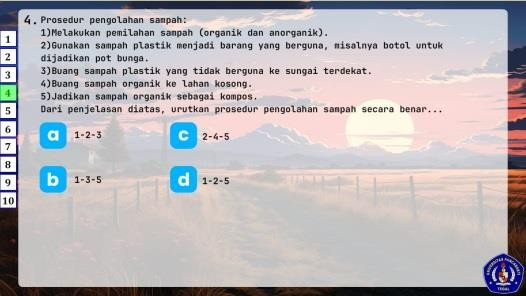 4. Prosedur pengolahan sampah:
1)Melakukan pemilahan sampah (organik dan anorganik).
2)Gunakan sampah plastik menjadi barang yang berguna, misalnya botol untuk
dijadikan pot bunga.
3)Buang sampah plastik yang tidak berguna ke sungai terdekat.
4)Buang sampah organik ke lahan kosong.
5)Jadikan sampah organik sebagai kompos.
Dari penjelasan diatas, urutkan prosedur pengolahan sampah secara benar...
a 1-2-3
c 2-4-5
b 1-3-5
d 1-2-5
1
2
3
4
5
6
7
8
9
10
UNIVERSITAS PANCASAKTI
TEGAL